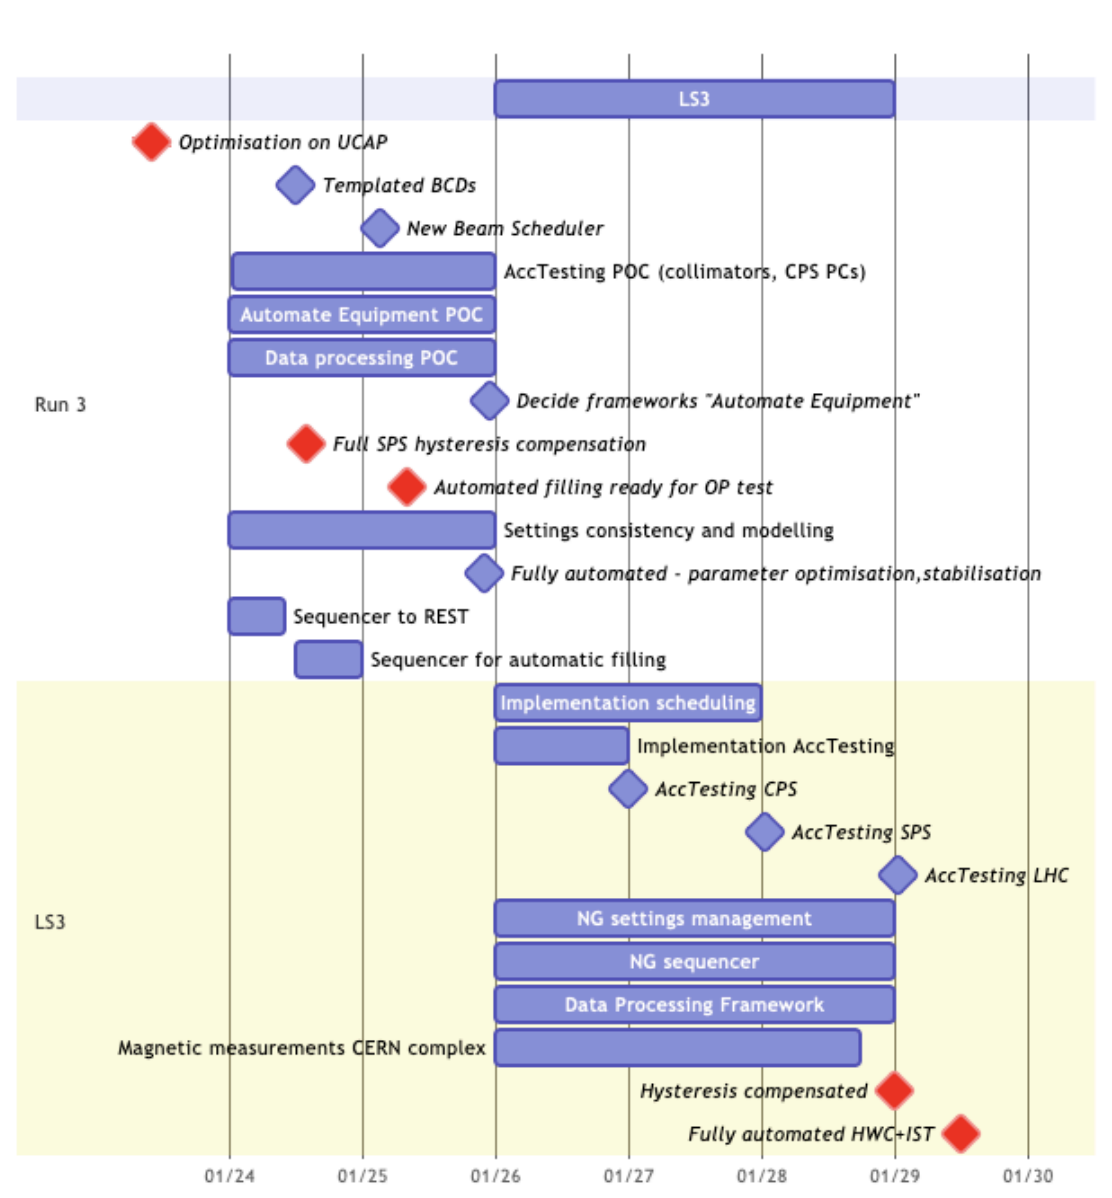 LS3
Optimisation on UCAP
Templated BCDs
New Beam Scheduler
AccTesting POC (collimators, CPS PCs)
Automate Equipment POC
Data processing POC
Decide frameworks "Automate Equipment"
Run 3
Full SPS hysteresis compensation
Automated filling ready for OP test
Settings consistency and modelling
Fully automated - parameter optimisation,stabilisation
Sequencer to REST
Sequencer for automatic filling
Implementation scheduling
Implementation AccTesting
AccTesting CPS
AccTesting SPS
AccTesting LHC
NG settings management
LS3
NG sequencer
Data Processing Framework
Magnetic measurements CERN complex
Hysteresis compensated
Fully automated HWC+IST
01/24 01/25 01/26 01/27 01/28 01/29 01/30